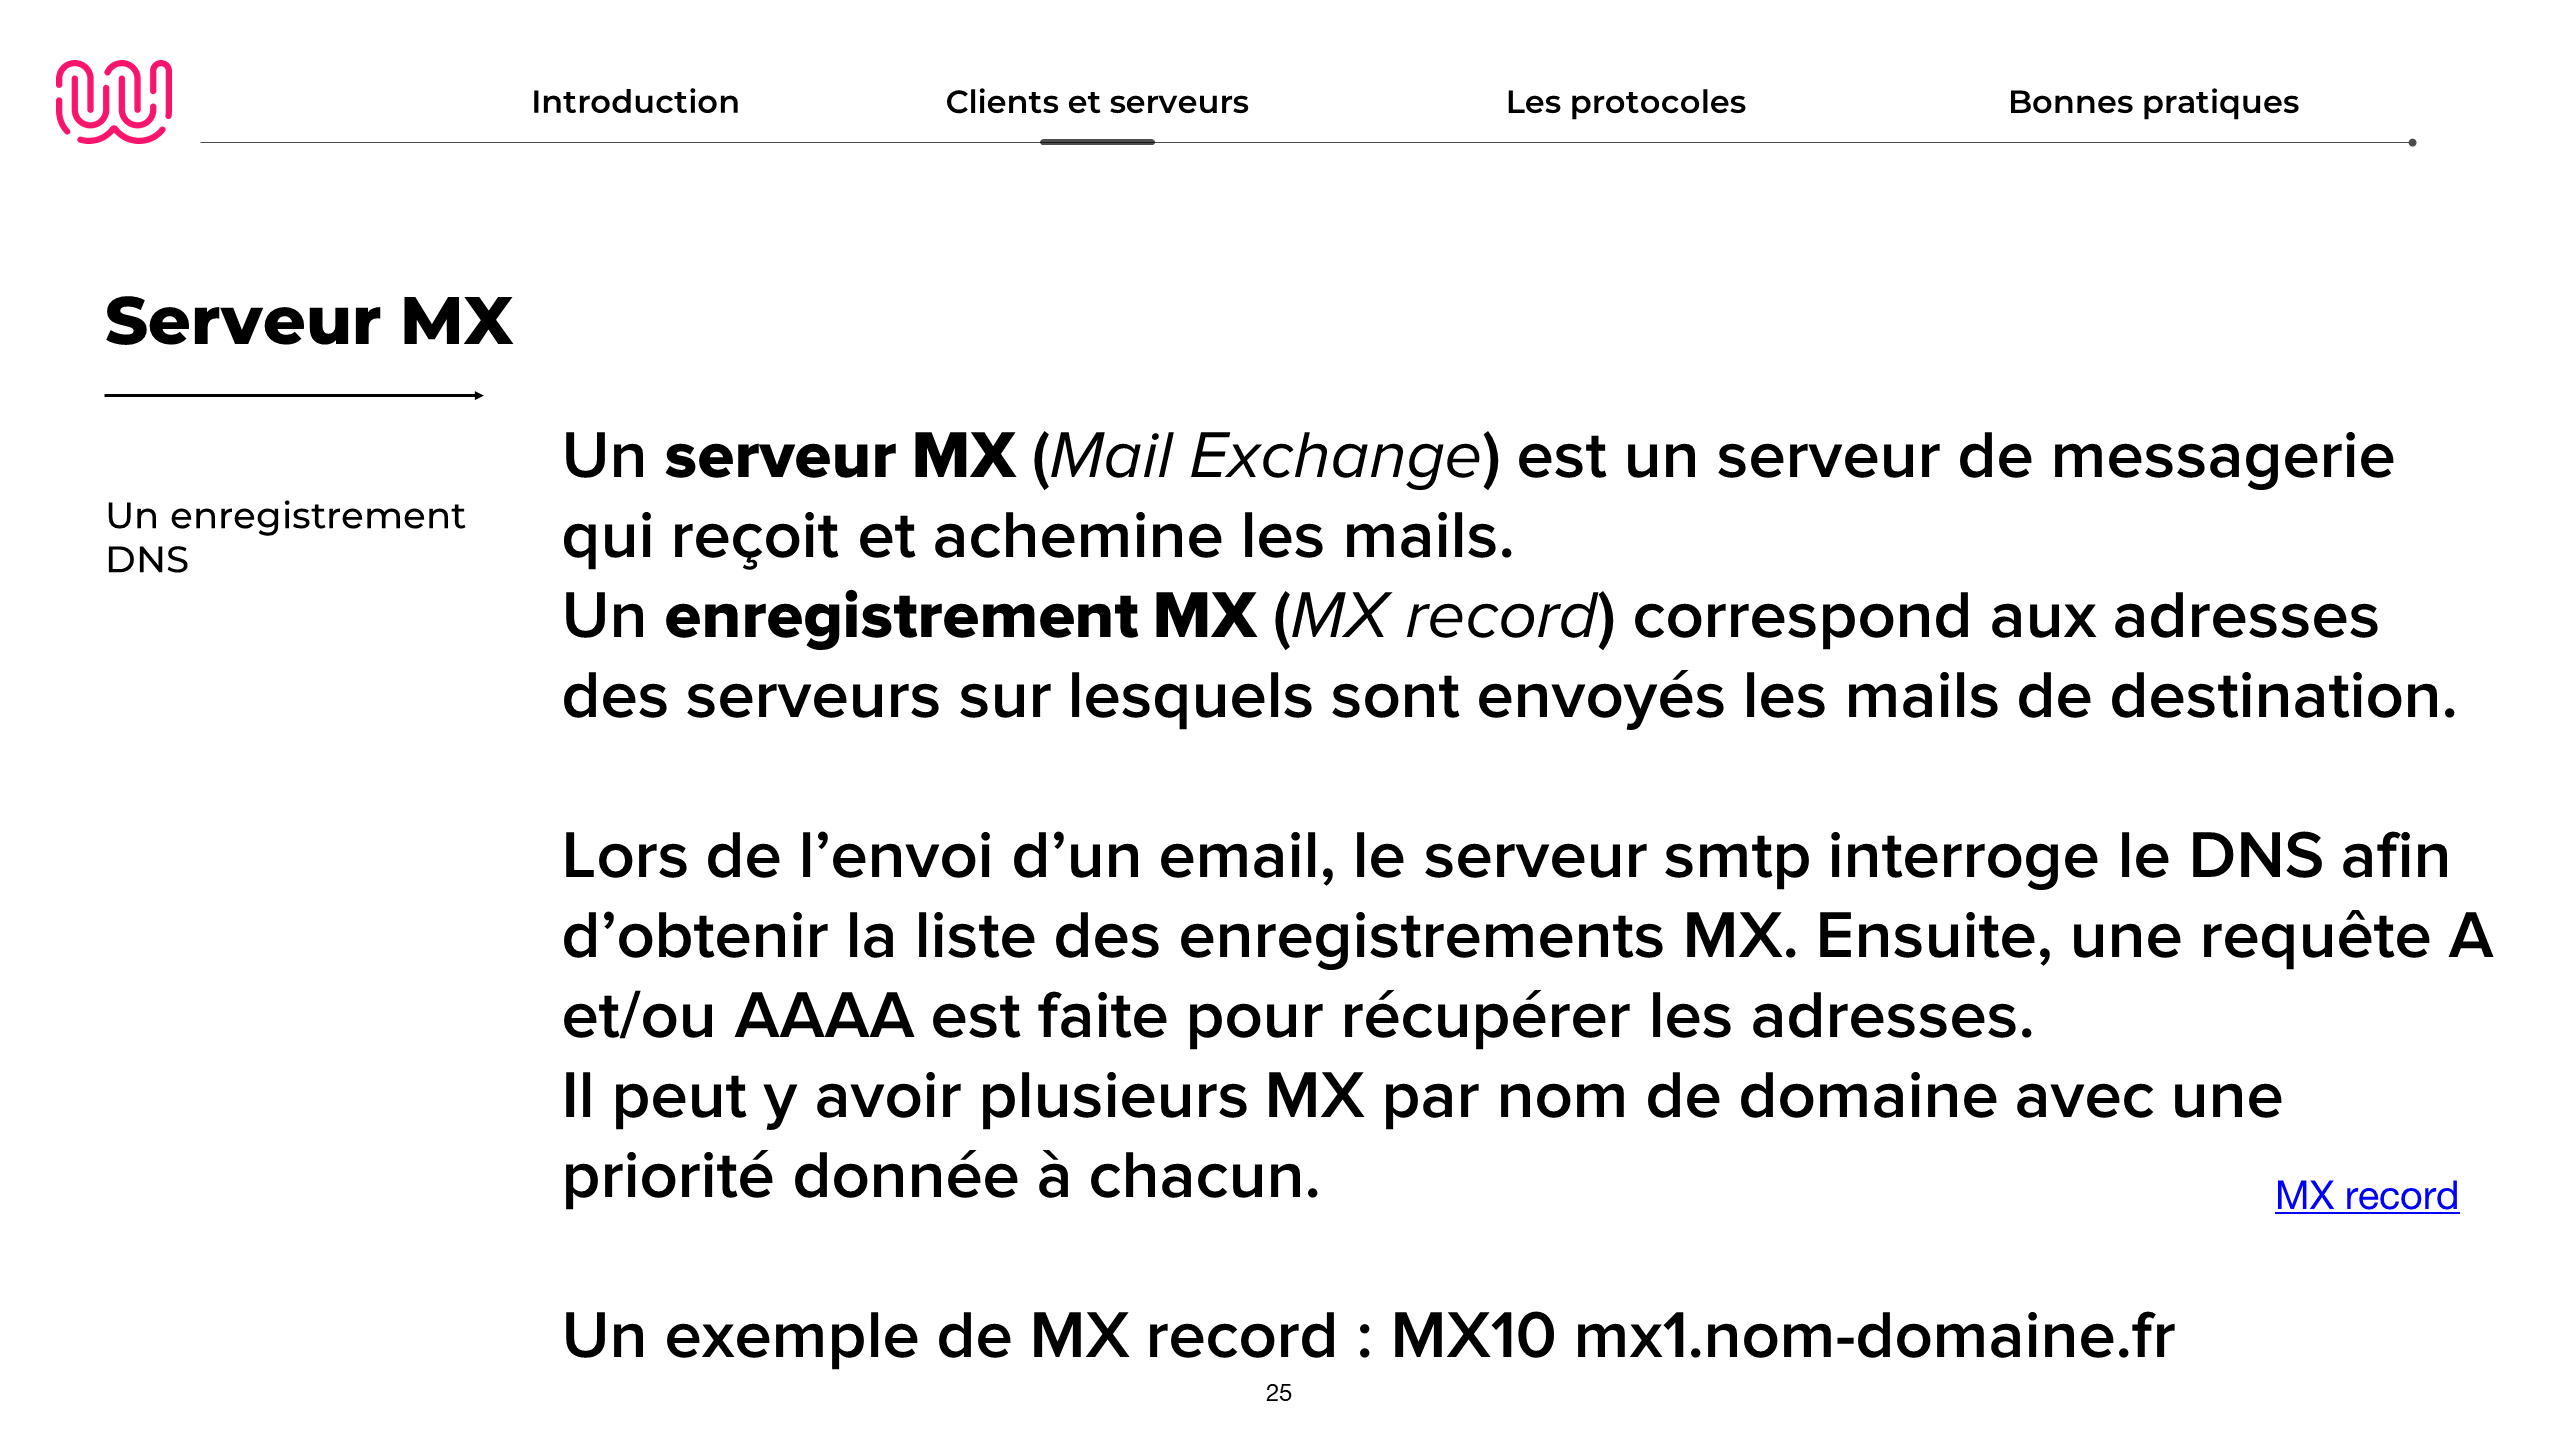 Introduction
Clients et serveurs
Les protocoles
Bonnes pratiques
Serveur MX
Un enregistrement
DNS
Un serveur MX (Mail Exchange) est un serveur de messagerie
qui reçoit et achemine les mails.
Un enregistrement MX (MX record) correspond aux adresses
des serveurs sur lesquels sont envoyés les mails de destination.
Lors de l’envoi d’un email, le serveur smtp interroge le DNS afin
d’obtenir la liste des enregistrements MX. Ensuite, une requête A
et/ou AAAA est faite pour récupérer les adresses.
Il peut y avoir plusieurs MX par nom de domaine avec une
priorité donnée à chacun.
MX record
Un exemple de MX record : MX10 mx1.nom-domaine.fr
25